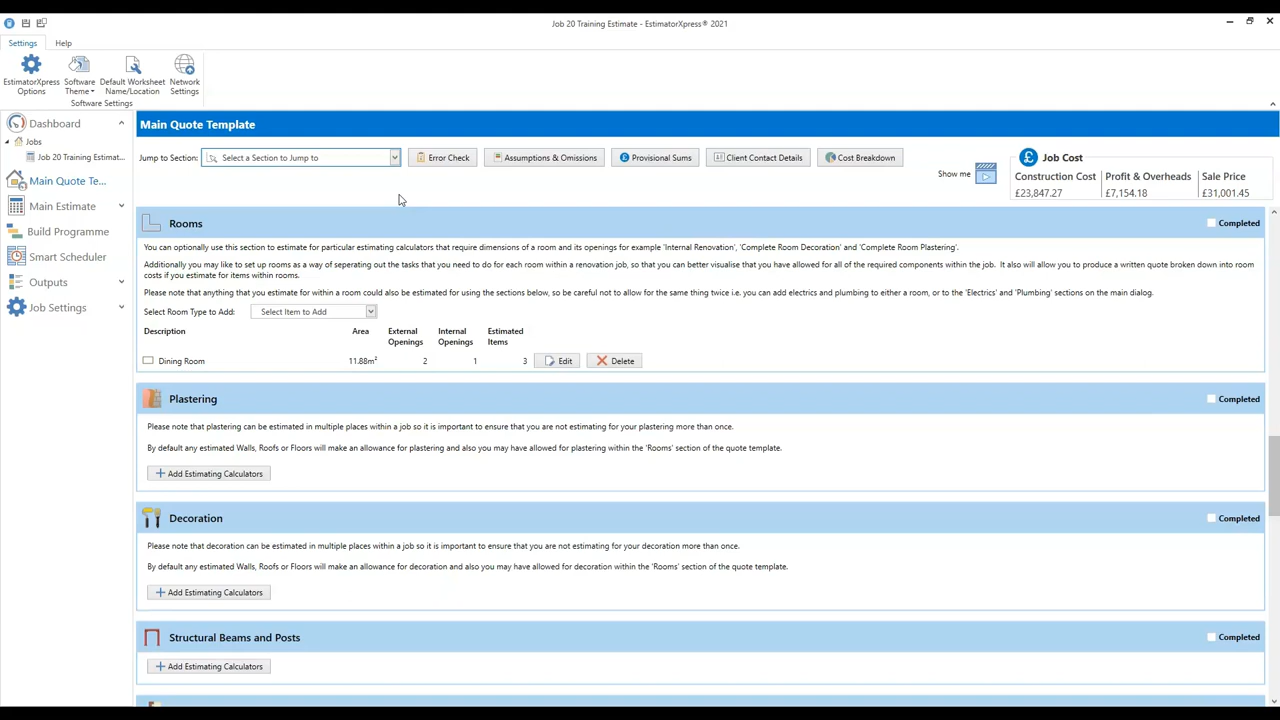 Job 20 Training Estimate - EstimatorXpress® 2021
Settings Help
EstimatorXpress Options
Software Theme
Default Worksheet Name/Location
Network Settings
Software Settings
Dashboard
Jobs
Job 20 Training Estimat...
Main Quote Te...
Main Estimate
Build Programme
Smart Scheduler
Outputs
Job Settings
Main Quote Template
Jump to Section: Select a Section to Jump to Error Check Assumptions & Omissions Provisional Sums Client Contact Details Cost Breakdown
Show me
Job Cost
Construction Cost Profit & Overheads Sale Price
£23,847.27 £7,154.18 £31,001.45
Rooms Completed
You can optionally use this section to estimate for particular estimating calculators that require dimensions of a room and its openings for example 'Internal Renovation', 'Complete Room Decoration' and 'Complete Room Plastering'.
Additionally you may like to set up rooms as a way of seperating out the tasks that you need to do for each room within a renovation job, so that you can better visualise that you have allowed for all of the required components within the job. It also will allow you to produce a written quote broken down into room
costs if you estimate for items within rooms.
Please note that anything that you estimate for within a room could also be estimated for using the sections below, so be careful not to allow for the same thing twice i.e. you can add electrics and plumbing to either a room, or to the 'Electrics' and 'Plumbing' sections on the main dialog.
Select Room Type to Add: Select Item to Add
Description Area External Openings Internal Openings Estimated Items
Dining Room 11.88m² 2 1 3 Edit Delete
Plastering Completed
Please note that plastering can be estimated in multiple places within a job so it is important to ensure that you are not estimating for your plastering more than once.
By default any estimated Walls, Roofs or Floors will make an allowance for plastering and also you may have allowed for plastering within the 'Rooms' section of the quote template.
Add Estimating Calculators
Decoration Completed
Please note that decoration can be estimated in multiple places within a job so it is important to ensure that you are not estimating for your decoration more than once.
By default any estimated Walls, Roofs or Floors will make an allowance for decoration and also you may have allowed for decoration within the 'Rooms' section of the quote template.
Add Estimating Calculators
Structural Beams and Posts Completed
Add Estimating Calculators